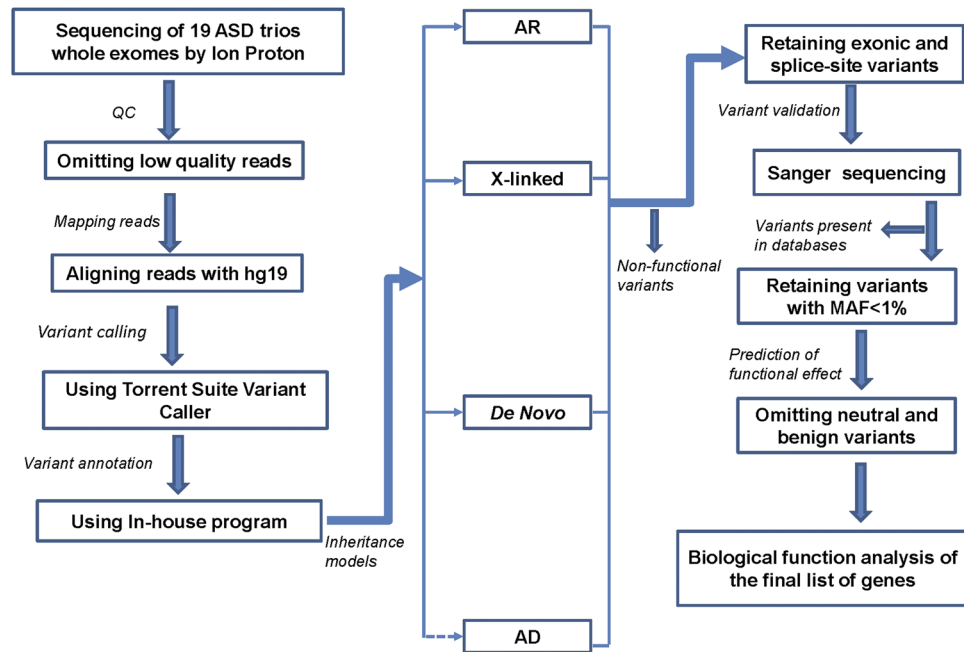 Sequencing of 19 ASD trios
whole exomes by Ion Proton
QC
Omitting low quality reads
Mapping reads
Aligning reads with hg19
Variant calling
Using Torrent Suite Variant
Caller
Variant annotation
Using In-house program
Inheritance
models
AR
X-linked
De Novo
AD
Non-functional
variants
Retaining exonic and
splice-site variants
Variant validation
Sanger sequencing
Variants present
in databases
Retaining variants
with MAF<1%
Prediction of
functional effect
Omitting neutral and
benign variants
Biological function analysis of
the final list of genes